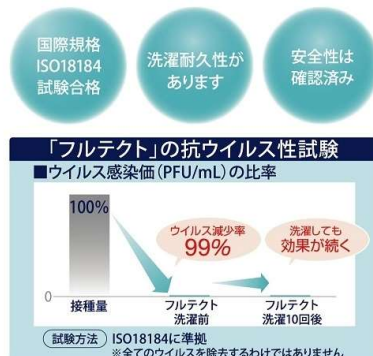 国際規格
ISO18184
試験合格
洗濯耐久性が
あります
安全性は
確認済み
「フルテクト」の抗ウイルス性試験
■ウイルス感染価(PFU/mL)の比率
100%
ウイルス減少率
99%
洗濯しても
効果が続く
0
接種量
フルテクト
洗濯前
フルテクト
洗濯10回後
試験方法 ISO18184に準拠
※全てのウイルスを除去するわけではありません